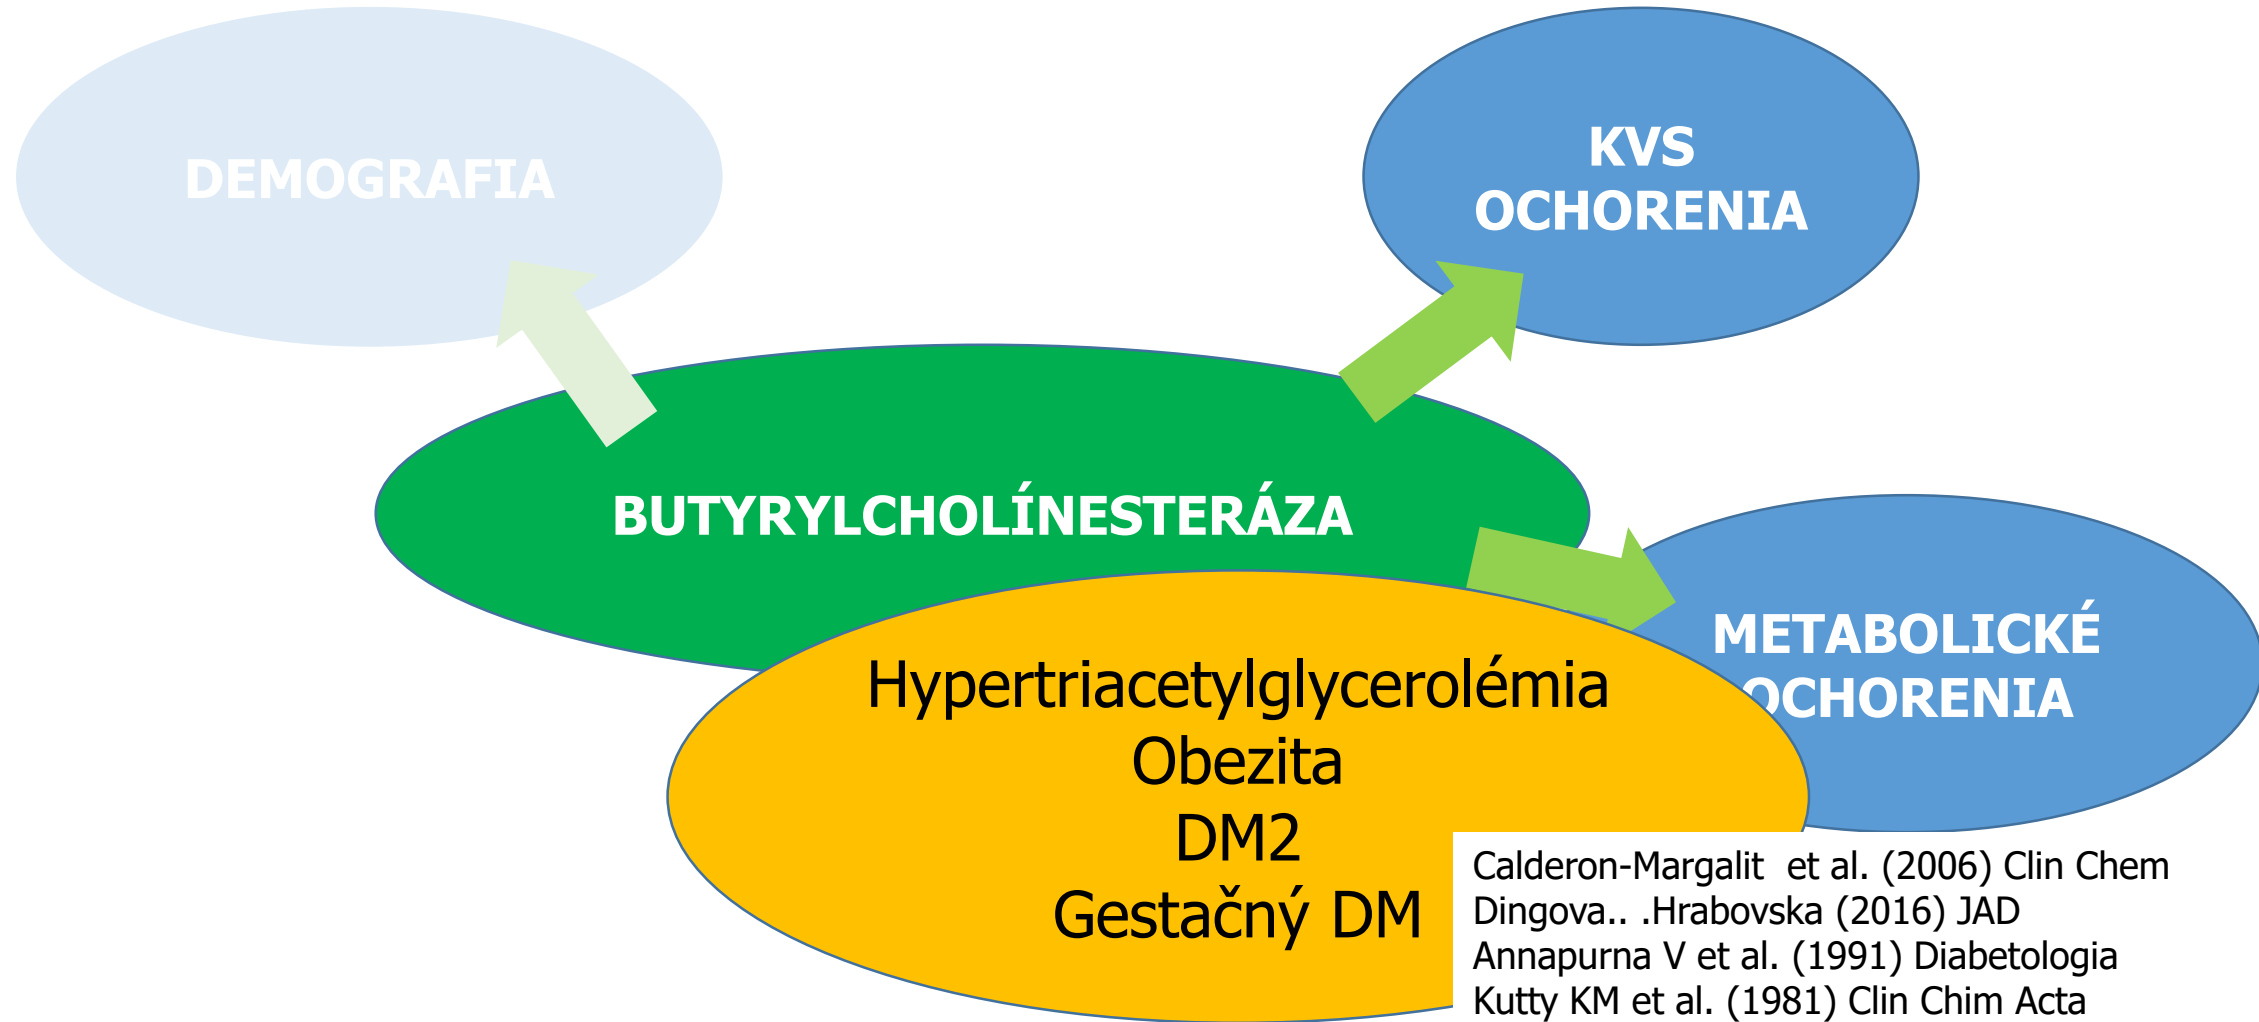 DEMOGRAFIA
KVS
OCHORENIA
BUTYRYLCHOLÍNESTERÁZA
METABOLICKÉ
OCHORENIA
Hypertriacetylglycerolémia
Obezita
DM2
Gestačný DM
Calderon-Margalit  et al. (2006) Clin Chem
Dingova.. .Hrabovska (2016) JAD
Annapurna V et al. (1991) Diabetologia
Kutty KM et al. (1981) Clin Chim Acta